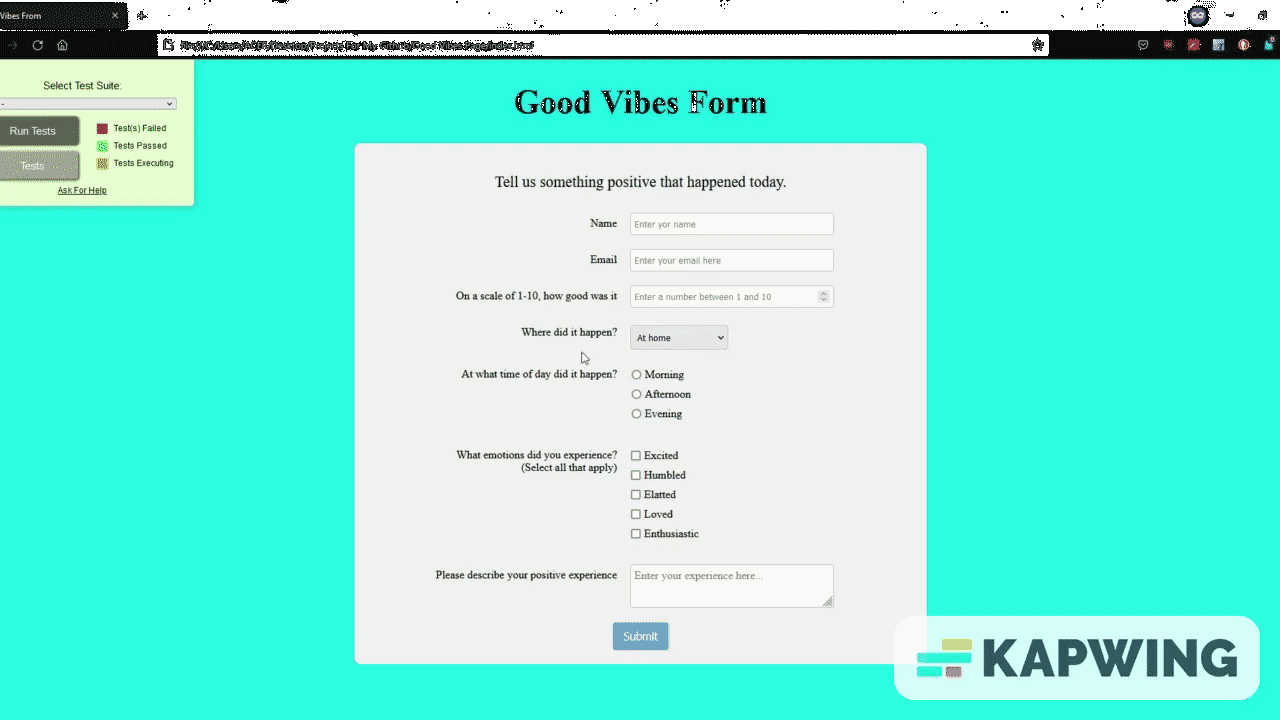 Vibes From
Select Test Suite:
-
Run Tests
Test(s) Failed
Tests Passed
Tests
Tests Executing
Ask For Help
Good Vibes Form
Tell us something positive that happened today.
Name
Enter yor name
Email
Enter your email here
On a scale of 1-10, how good was it
Enter a number between 1 and 10
Where did it happen?
At home
At what time of day did it happen?
Morning
Afternoon
Evening
What emotions did you experience?
(Select all that apply)
Excited
Humbled
Elatted
Loved
Enthusiastic
Please describe your positive experience
Enter your experience here...
Submit
KAPWING